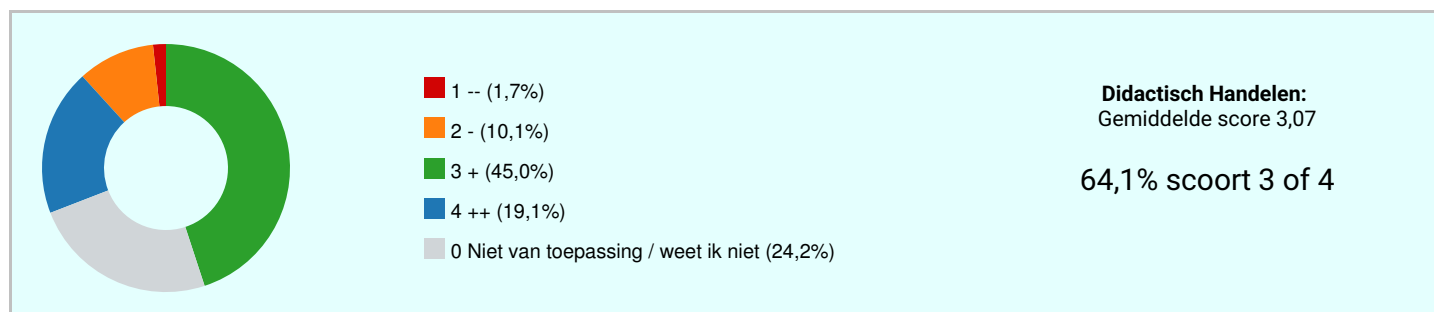 1 -- (1,7%)
2 - (10,1%)
3 + (45,0%)
4 ++ (19,1%)
0 Niet van toepassing / weet ik niet (24,2%)
Didactisch Handelen:
Gemiddelde score 3,07
64,1% scoort 3 of 4